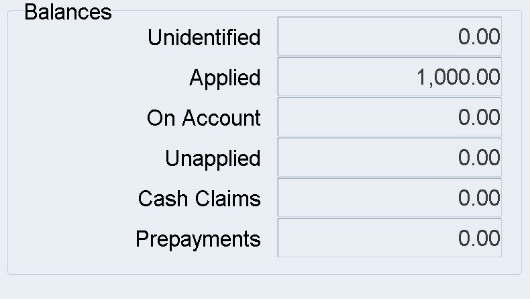 Balances
Unidentified 0.00
Applied 1,000.00
On Account 0.00
Unapplied 0.00
Cash Claims 0.00
Prepayments 0.00